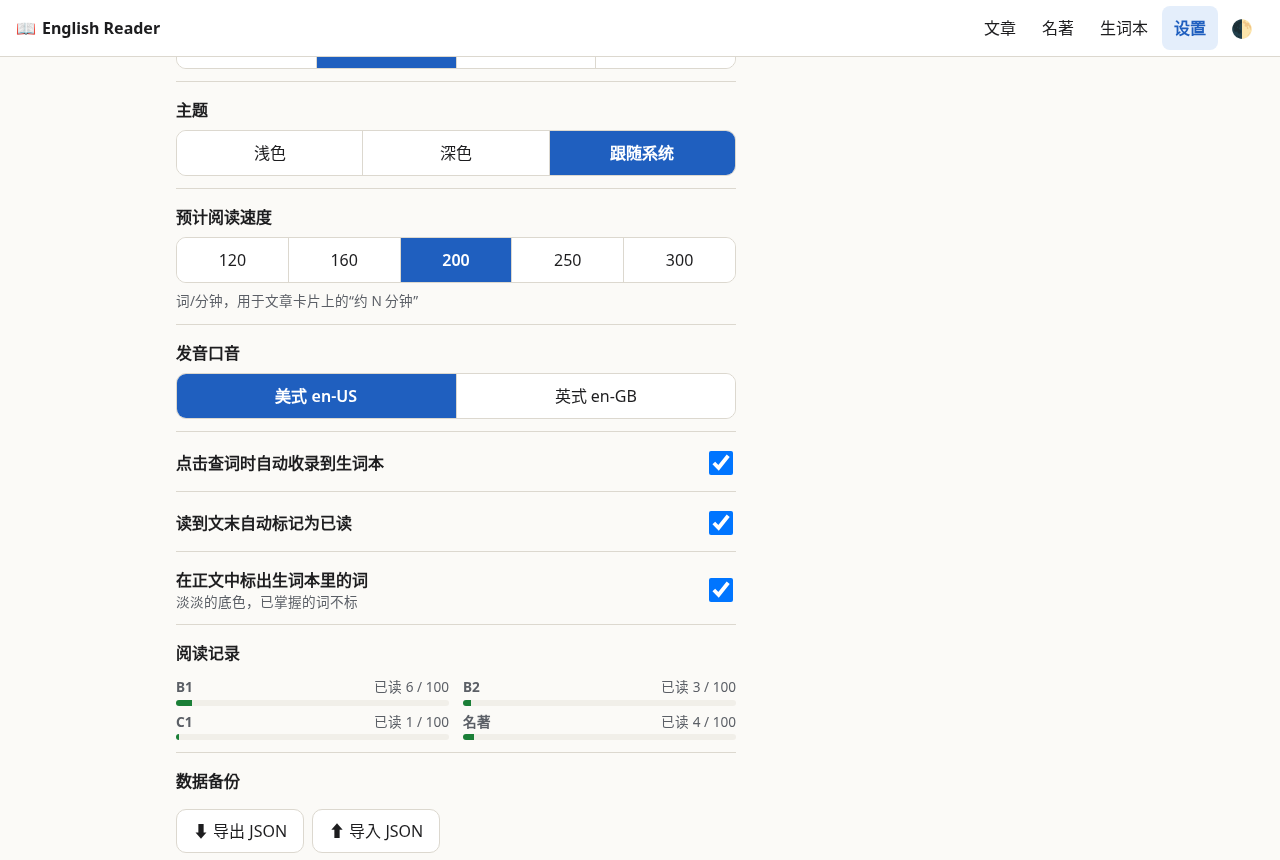 📖 English Reader
文章 名著 生词本 设置 🌓
主题
浅色 深色 跟随系统
预计阅读速度
120 160 200 250 300
词/分钟，用于文章卡片上的“约 N 分钟”
发音口音
美式 en-US 英式 en-GB
点击查词时自动收录到生词本
读到文末自动标记为已读
在正文中标出生词本里的词
淡淡的底色，已掌握的词不标
阅读记录
B1 已读 6 / 100 B2 已读 3 / 100
C1 已读 1 / 100 名著 已读 4 / 100
数据备份
⬇ 导出 JSON ⬆ 导入 JSON